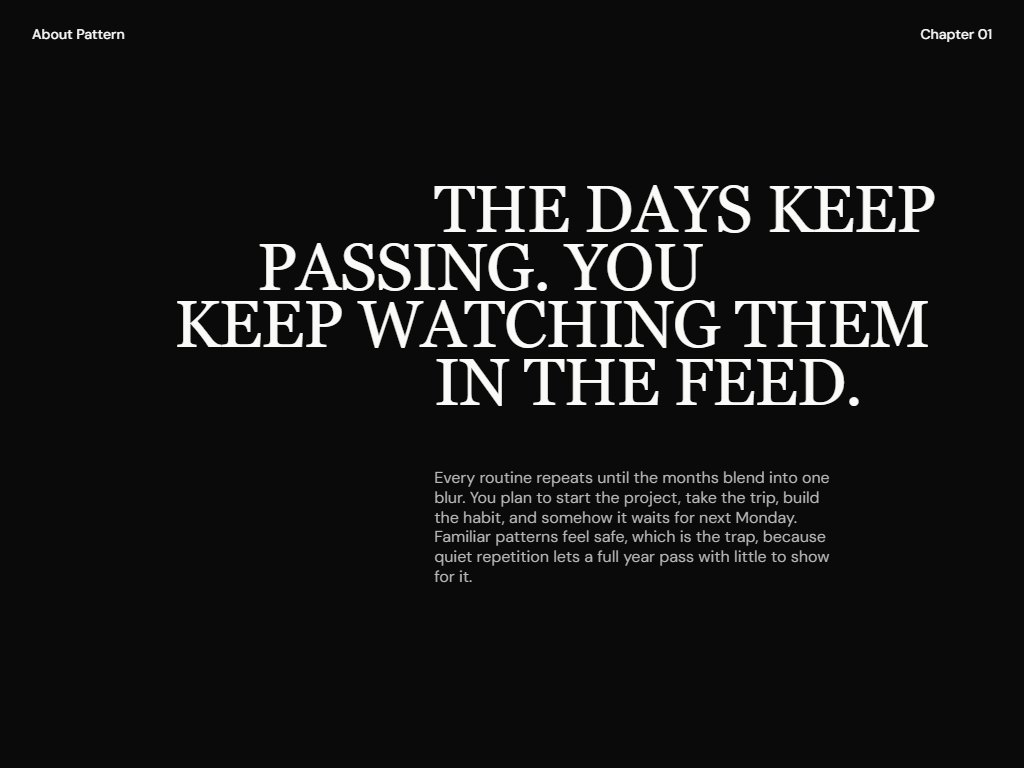 About Pattern
Chapter 01
THE DAYS KEEP
PASSING. YOU
KEEP WATCHING THEM
IN THE FEED.
Every routine repeats until the months blend into one
blur. You plan to start the project, take the trip, build
the habit, and somehow it waits for next Monday.
Familiar patterns feel safe, which is the trap, because
quiet repetition lets a full year pass with little to show
for it.